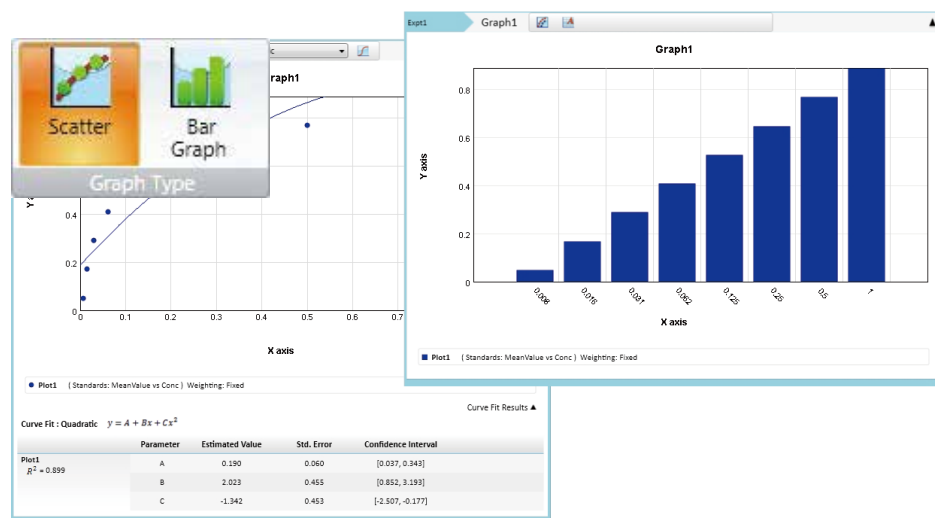 Expt1
Graph1
Graph1
Y axis
0.8
0.6
0.4
0.2
0
0.008
0.016
0.031
0.062
0.125
0.25
0.5
1
X axis
Plot1 ( Standards: MeanValue vs Conc ) Weighting: Fixed
Scatter
Bar
Graph
Graph Type
c
raph1
Y a
0.4
0.2
0
0 0.1 0.2 0.3 0.4 0.5 0.6 0.7
X axis
Plot1 ( Standards: MeanValue vs Conc ) Weighting: Fixed
Curve Fit Results ▲
Curve Fit : Quadratic y = A + Bx + Cx²
Parameter Estimated Value Std. Error Confidence Interval
Plot1
R² = 0.899
A 0.190 0.060 [0.037, 0.343]
B 2.023 0.455 [0.852, 3.193]
C -1.342 0.453 [-2.507, -0.177]